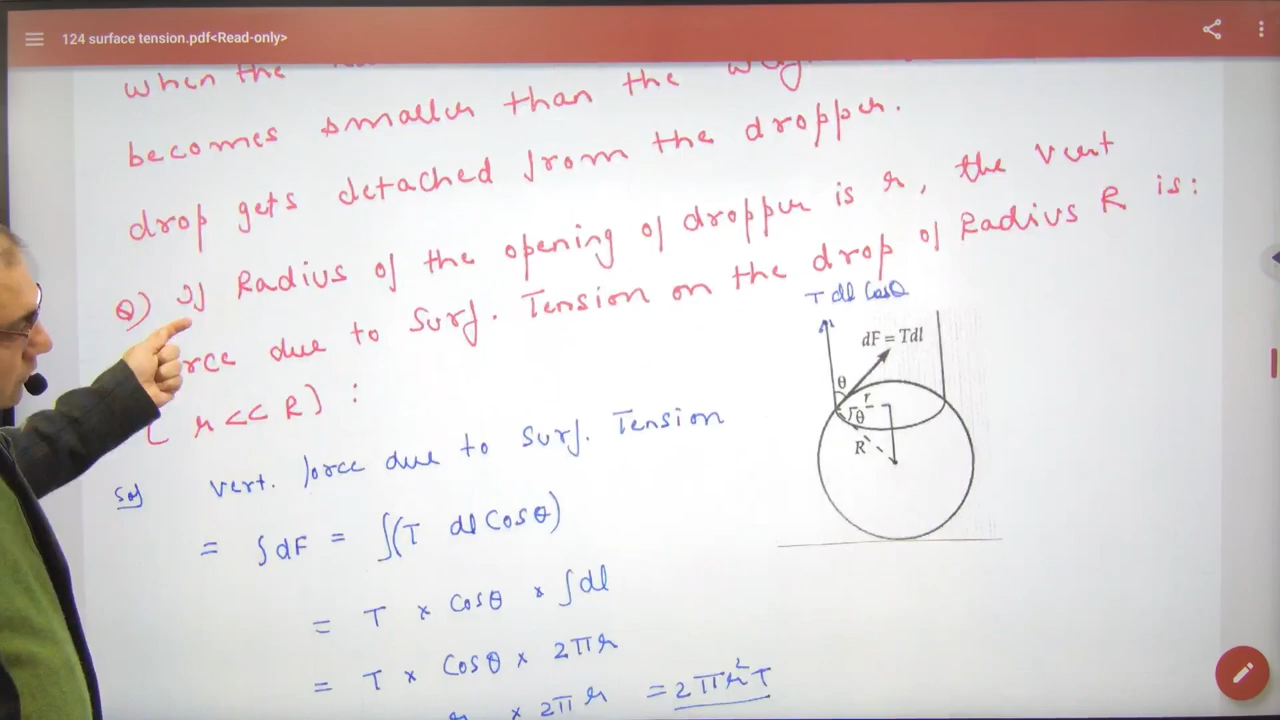 124 surface tension.pdf<Read-only>
when the
becomes smaller than the
drop gets detached from the dropper.
Q) If Radius of the opening of dropper is r, the vert
rce due to Surf. Tension on the drop of Radius R is:
( r << R) :
T dl Cosθ
dF = Tdl
θ
r
θ
R
Sol vert. force due to Surf. Tension
= ∫dF = ∫(T dl Cosθ)
= T × Cosθ × ∫dl
= T × Cosθ × 2πr
× 2π r = 2πr²T